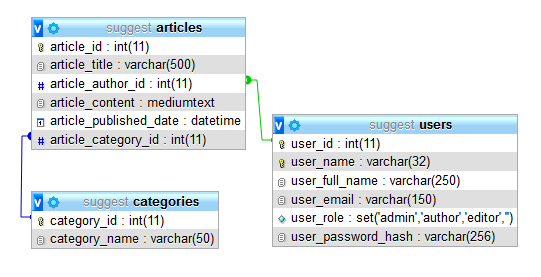 v suggest articles
article_id : int(11)
article_title : varchar(500)
# article_author_id : int(11)
article_content : mediumtext
article_published_date : datetime
# article_category_id : int(11)
v suggest users
user_id : int(11)
user_name : varchar(32)
user_full_name : varchar(250)
user_email : varchar(150)
user_role : set('admin','author','editor','')
user_password_hash : varchar(256)
v suggest categories
category_id : int(11)
category_name : varchar(50)